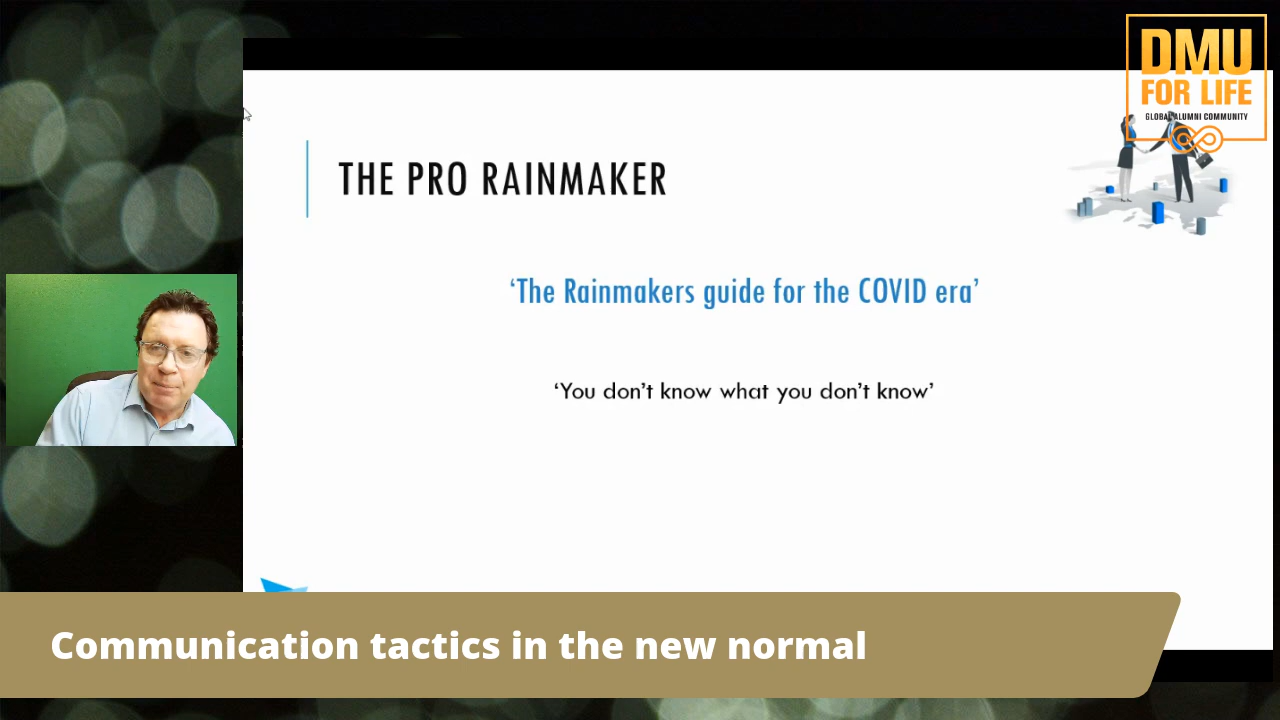 DMU
FOR LIFE
GLOBAL ALUMNI COMMUNITY
THE PRO RAINMAKER
‘The Rainmakers guide for the COVID era’
‘You don’t know what you don’t know’
Communication tactics in the new normal